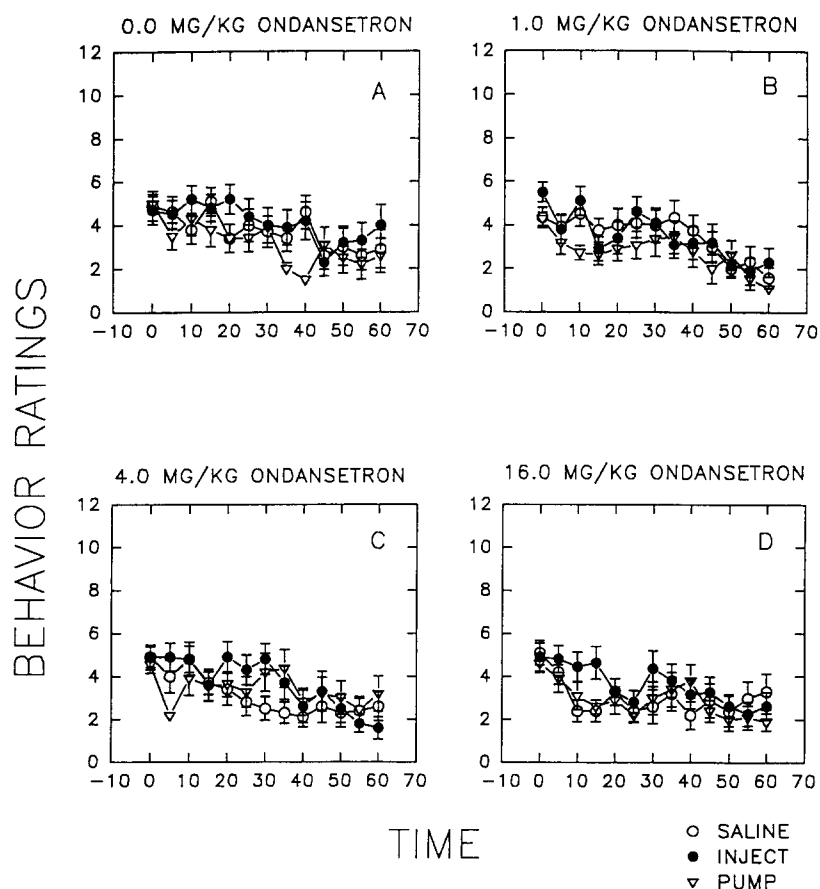 0.0 MG/KG ONDANSETRON
1.0 MG/KG ONDANSETRON
12
10
8
6
4
2
0
A
-10 0 10 20 30 40 50 60 70
12
10
8
6
4
2
0
B
-10 0 10 20 30 40 50 60 70
BEHAVIOR RATINGS
4.0 MG/KG ONDANSETRON
16.0 MG/KG ONDANSETRON
12
10
8
6
4
2
0
C
-10 0 10 20 30 40 50 60 70
12
10
8
6
4
2
0
D
-10 0 10 20 30 40 50 60 70
TIME
SALINE
INJECT
PUMP